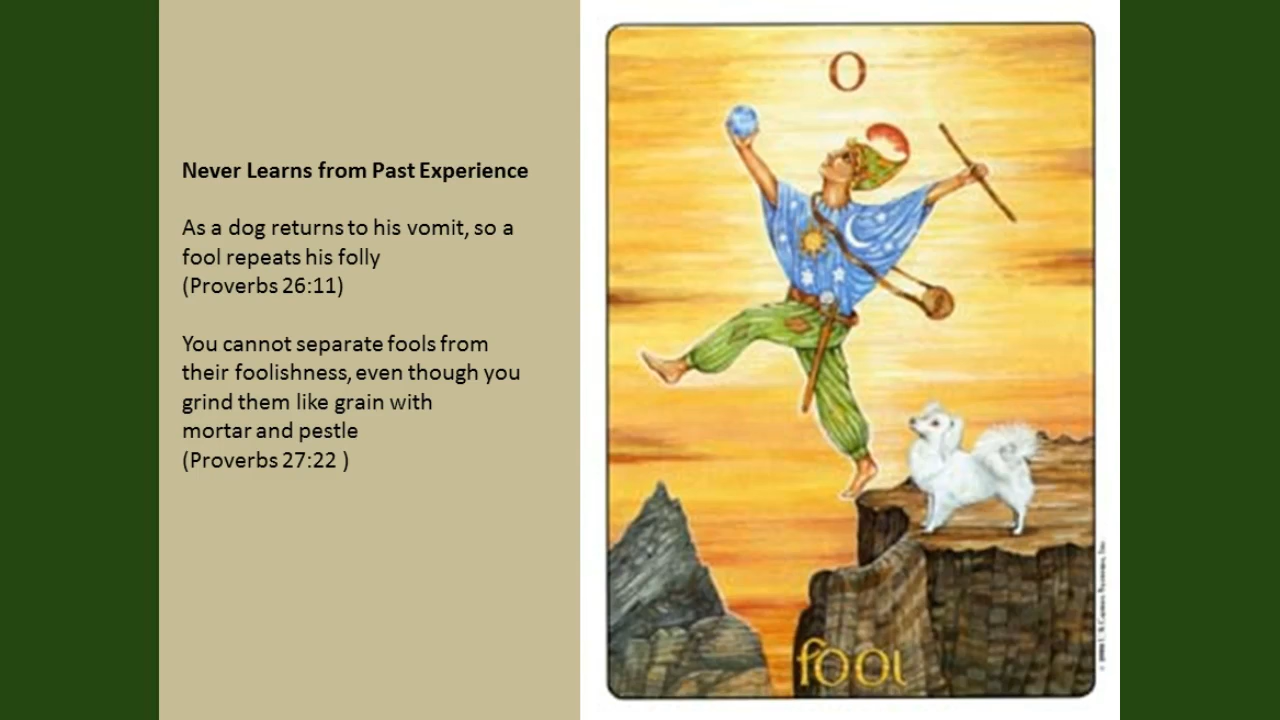 Never Learns from Past Experience
As a dog returns to his vomit, so a
fool repeats his folly
(Proverbs 26:11)
You cannot separate fools from
their foolishness, even though you
grind them like grain with
mortar and pestle
(Proverbs 27:22 )
0
fool